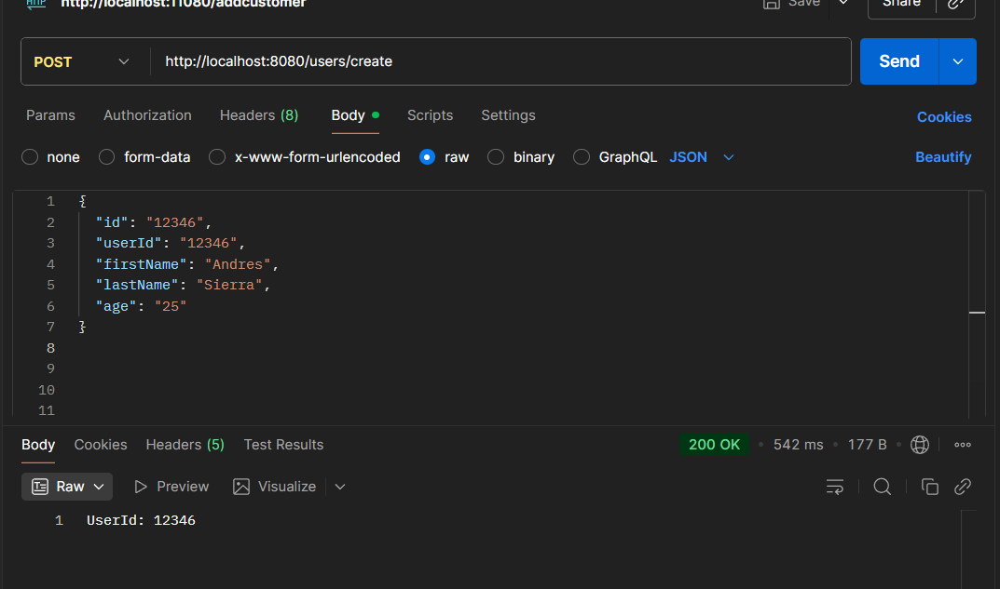 HTTP http://localhost:11080/addcustomer Save Share
POST http://localhost:8080/users/create Send
Params Authorization Headers (8) Body Scripts Settings Cookies
none form-data x-www-form-urlencoded raw binary GraphQL JSON Beautify
1 {
2 "id": "12346",
3 "userId": "12346",
4 "firstName": "Andres",
5 "lastName": "Sierra",
6 "age": "25"
7 }
8
9
10
11
Body Cookies Headers (5) Test Results 200 OK • 542 ms • 177 B •
Raw Preview Visualize
1 UserId: 12346